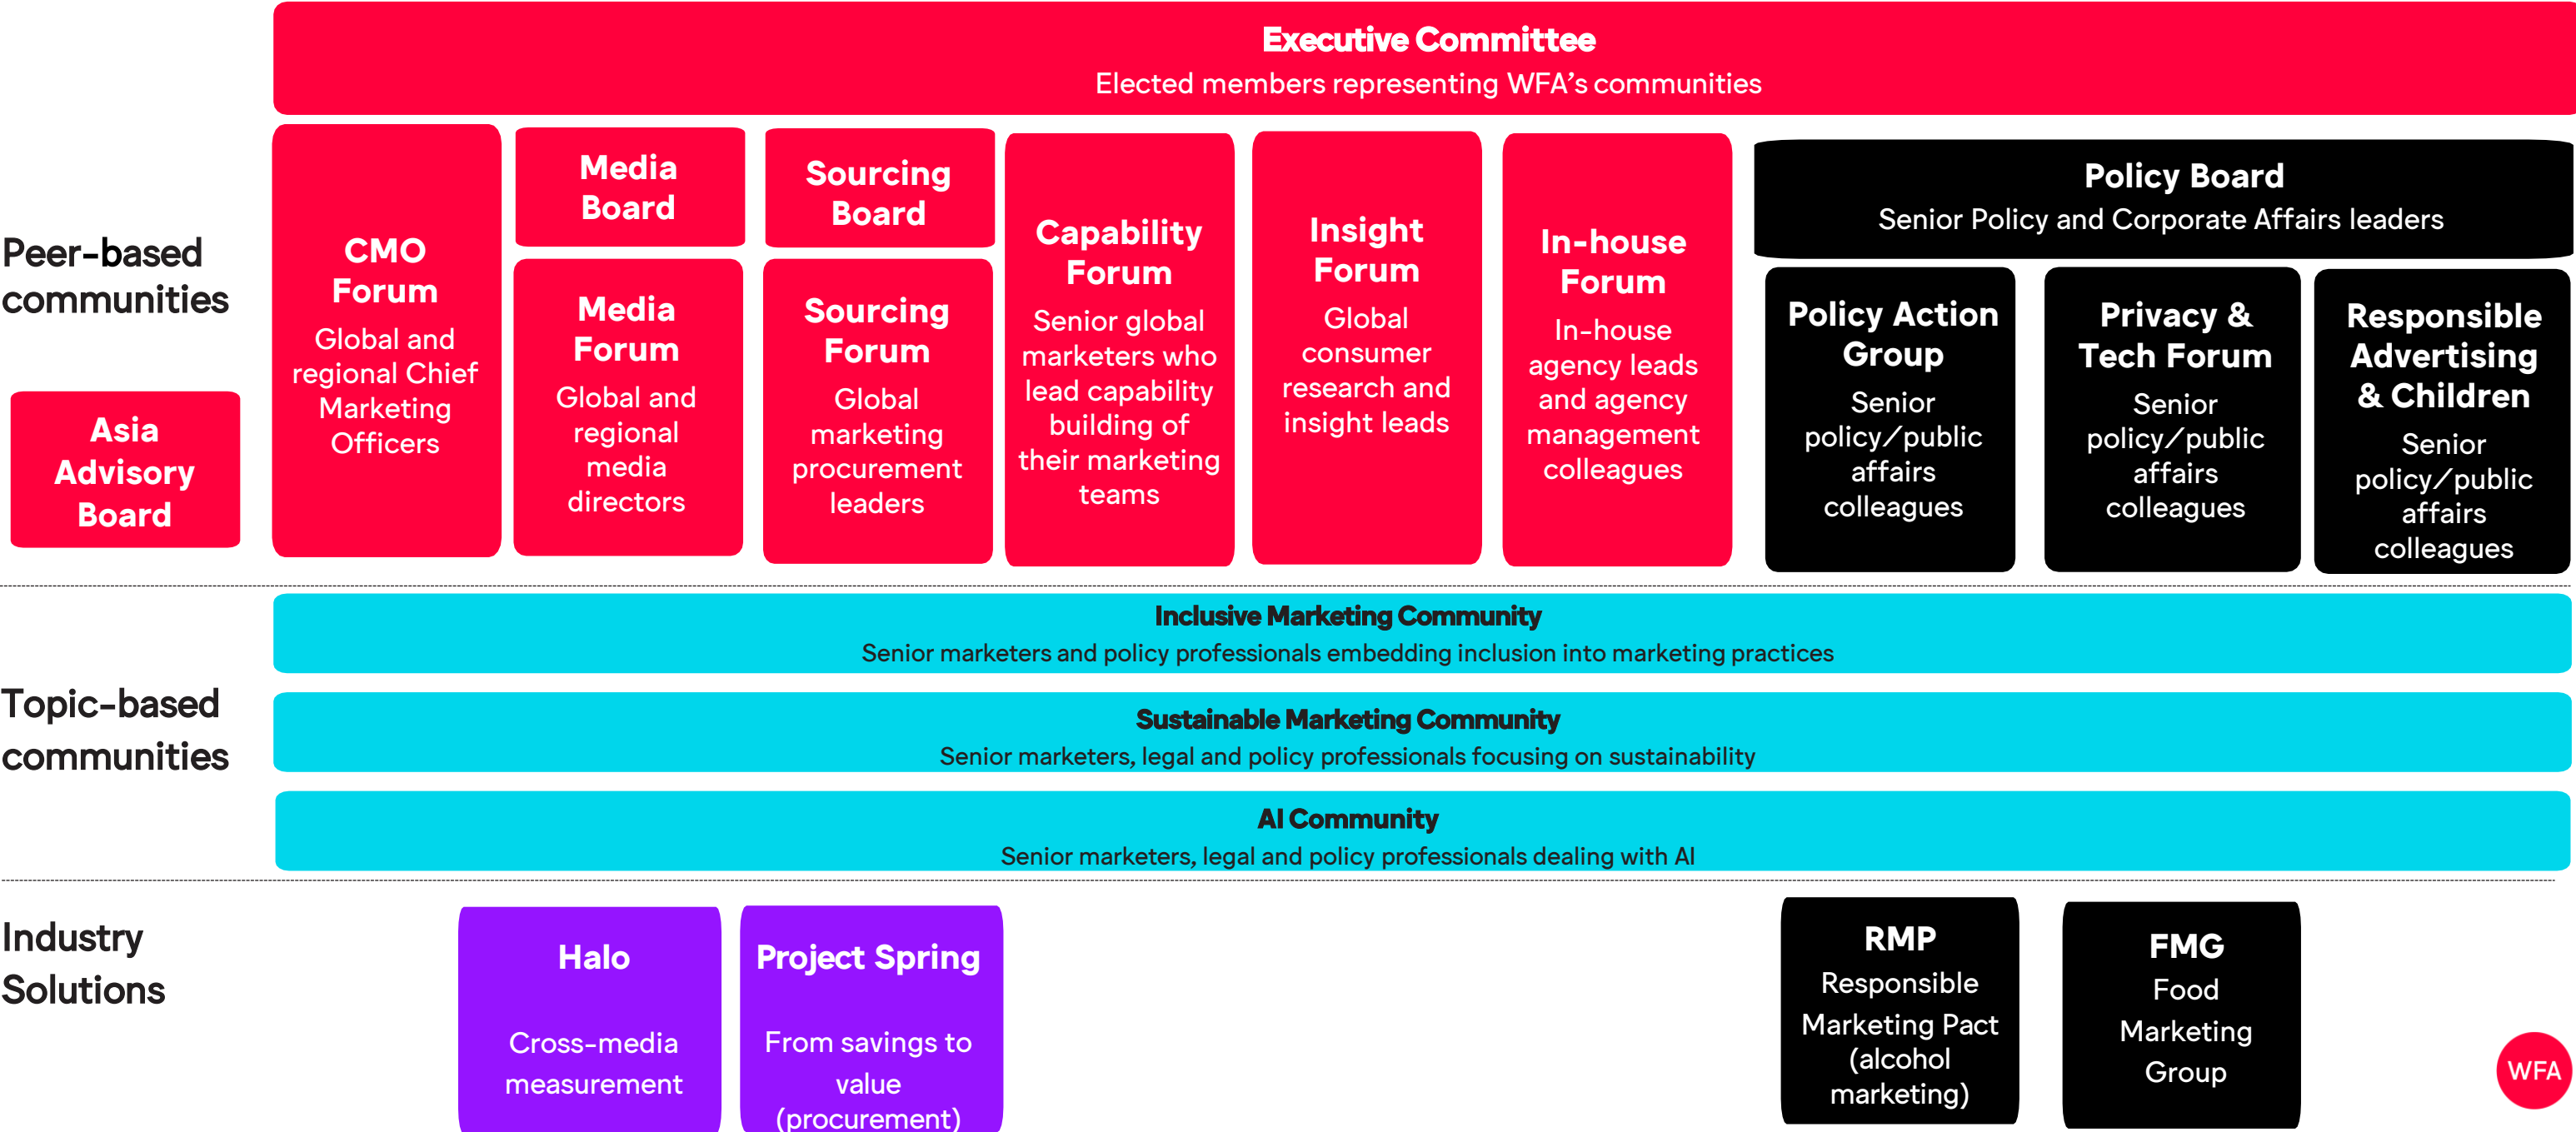 Executive Committee
Elected members representing WFA's communities
Peer-based
communities
Asia
Advisory
Board
CMO
Forum
Global and
regional Chief
Marketing
Officers
Media
Board
Media
Forum
Global and
regional
media
directors
Sourcing
Board
Sourcing
Forum
Global
marketing
procurement
leaders
Capability
Forum
Senior global
marketers who
lead capability
building of
their marketing
teams
Insight
Forum
Global
consumer
research and
insight leads
In-house
Forum
In-house
agency leads
and agency
management
colleagues
Policy Board
Senior Policy and Corporate Affairs leaders
Policy Action
Group
Senior
policy/public
affairs
colleagues
Privacy &
Tech Forum
Senior
policy/public
affairs
colleagues
Responsible
Advertising
& Children
Senior
policy/public
affairs
colleagues
Topic-based
communities
Inclusive Marketing Community
Senior marketers and policy professionals embedding inclusion into marketing practices
Sustainable Marketing Community
Senior marketers, legal and policy professionals focusing on sustainability
AI Community
Senior marketers, legal and policy professionals dealing with AI
Industry
Solutions
Halo
Cross-media
measurement
Project Spring
From savings to
value
(procurement)
RMP
Responsible
Marketing Pact
(alcohol
marketing)
FMG
Food
Marketing
Group
WFA